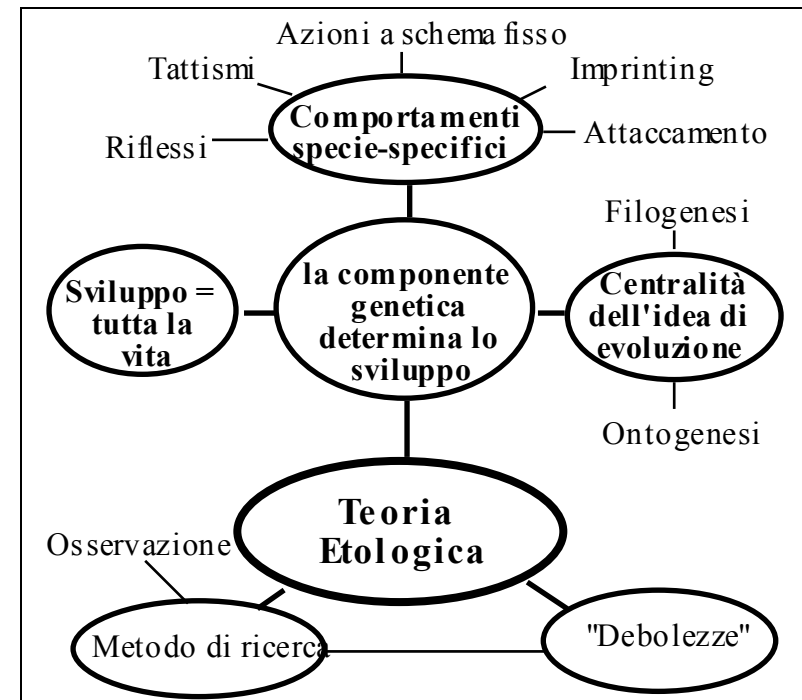 Azioni a schema fisso
Tattismi
Imprinting
Comportamenti
specie-specifici
Riflessi
Attaccamento
Filogenesi
Sviluppo =
tutta la
vita
la componente
genetica
determina lo
sviluppo
Centralità
dell'idea di
evoluzione
Ontogenesi
Teoria
Etologica
Osservazione
Metodo di ricerca
"Debolezze"